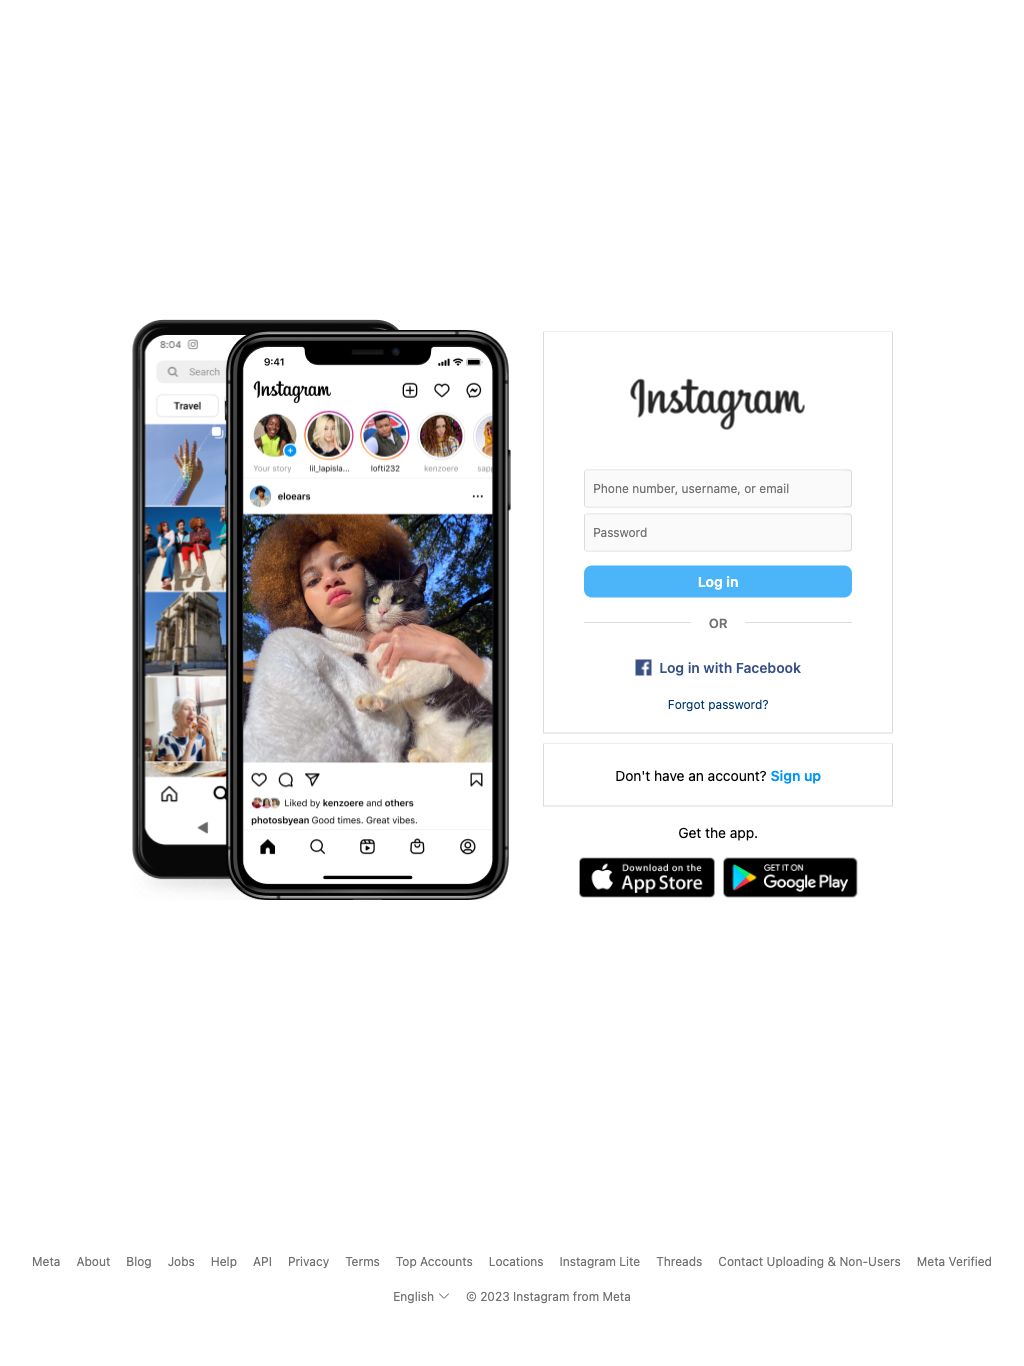 8:04
Search
Travel
9:41
Instagram
Your story
lil_lapisla...
lofti232
kenzoere
sapp
eloears
Liked by kenzoere and others
photosbyean Good times. Great vibes.
Instagram
Phone number, username, or email
Password
Log in
OR
Log in with Facebook
Forgot password?
Don't have an account? Sign up
Get the app.
Download on the
App Store
GET IT ON
Google Play
Meta About Blog Jobs Help API Privacy Terms Top Accounts Locations Instagram Lite Threads Contact Uploading & Non-Users Meta Verified
English © 2023 Instagram from Meta